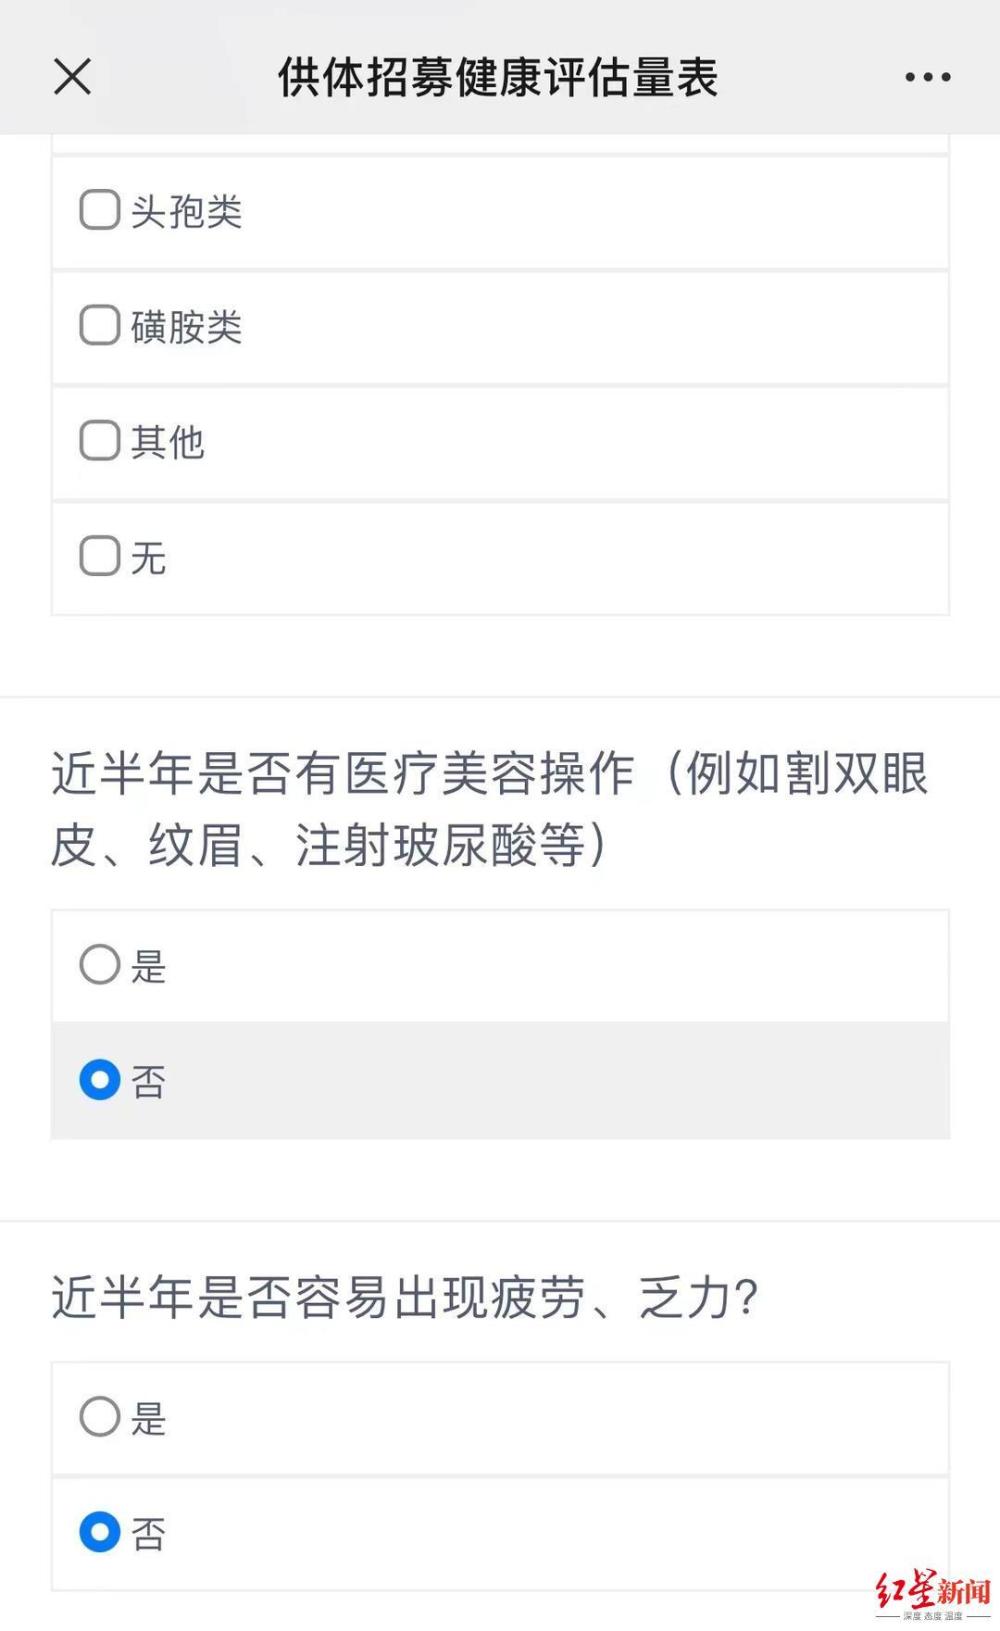 供体招募健康评估量表
头孢类
磺胺类
其他
无
近半年是否有医疗美容操作（例如割双眼
皮、纹眉、注射玻尿酸等）
是
否
近半年是否容易出现疲劳、乏力?
是
否
红星新闻
深度 态度 温度